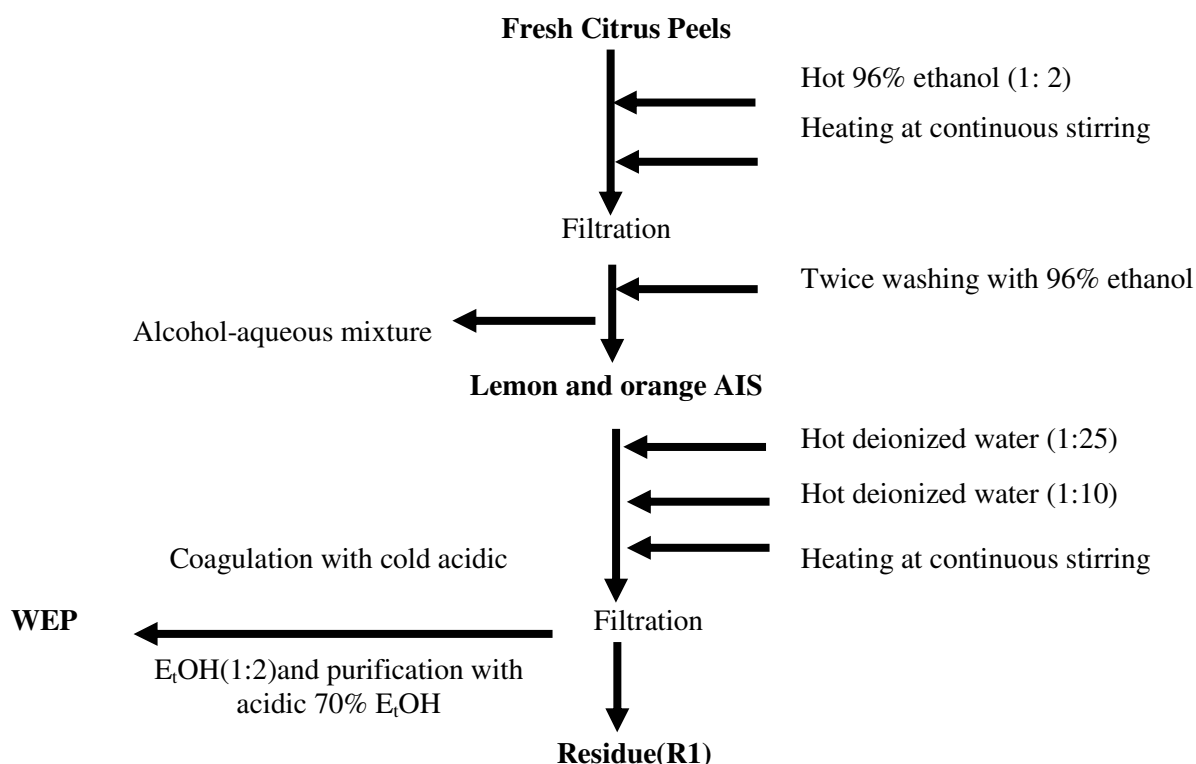 Fresh Citrus Peels
Hot 96% ethanol (1: 2)
Heating at continuous stirring
Filtration
Twice washing with 96% ethanol
Alcohol-aqueous mixture
Lemon and orange AIS
Hot deionized water (1:25)
Hot deionized water (1:10)
Heating at continuous stirring
Coagulation with cold acidic
WEP
Filtration
EtOH(1:2)and purification with
acidic 70% EtOH
Residue(R1)